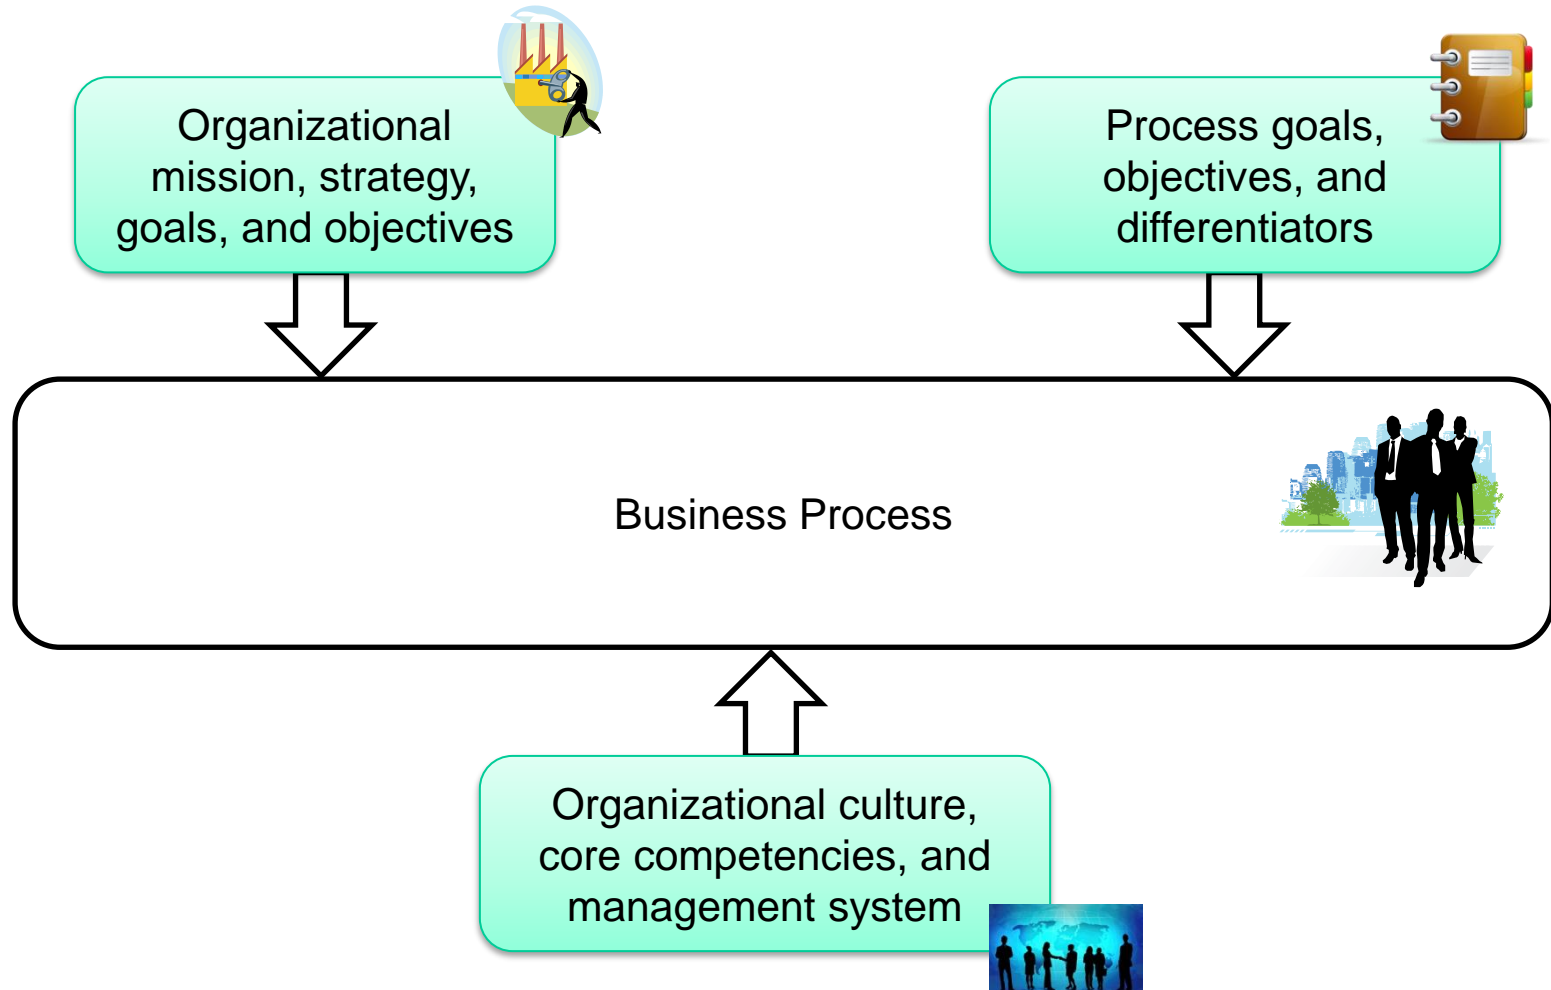 Organizational
mission, strategy,
goals, and objectives
Process goals,
objectives, and
differentiators
Business Process
Organizational culture,
core competencies, and
management system